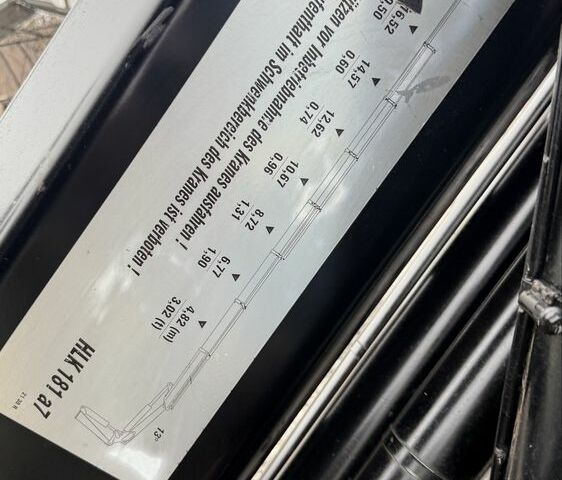 ützen vor Inbetriebnahme des Kranes ausfahren !
fenthalt im Schwenkbereich des Kranes ist verboten !
4,82 (m) 6,77 8,72 10,67 12,62 14,57 16,52
3.02 (t) 1,90 1,31 0,96 0,74 0,60 0,50
13°
HLK 181 a7